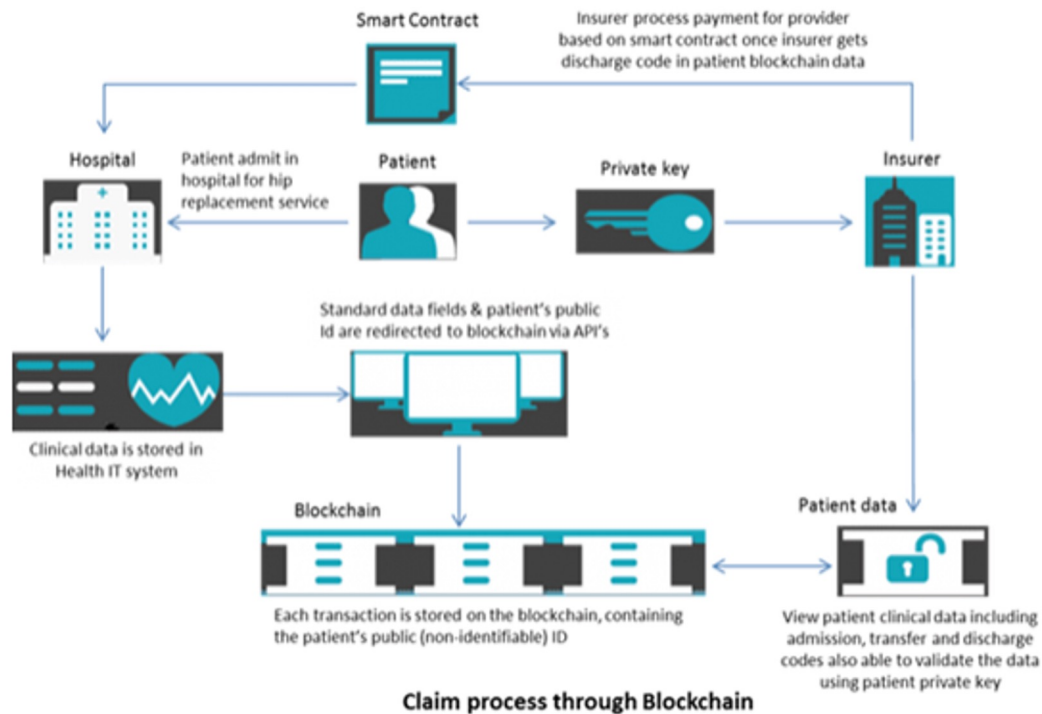 Smart Contract
Insurer process payment for provider
based on smart contract once insurer gets
discharge code in patient blockchain data
Hospital
Patient admit in
hospital for hip
replacement service
Patient
Private key
Insurer
Standard data fields & patient's public
Id are redirected to blockchain via API's
Clinical data is stored in
Health IT system
Blockchain
Patient data
Each transaction is stored on the blockchain, containing
the patient's public (non-identifiable) ID
View patient clinical data including
admission, transfer and discharge
codes also able to validate the data
using patient private key
Claim process through Blockchain